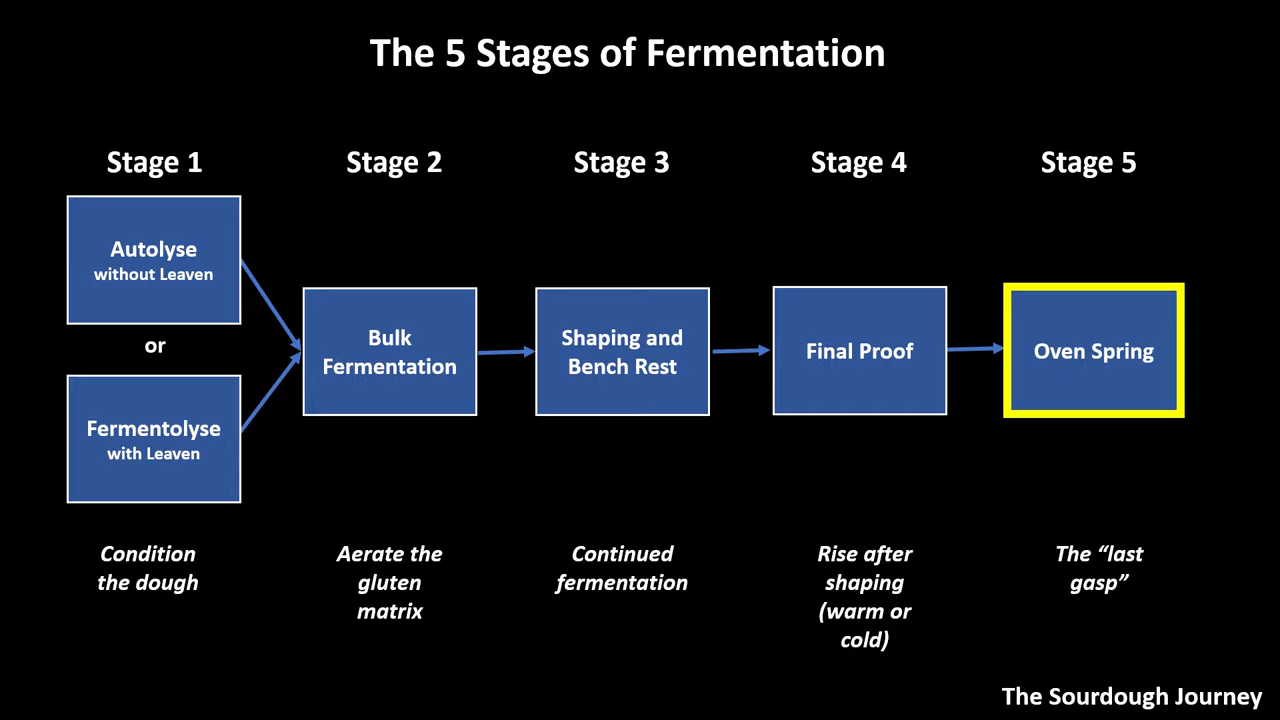 The 5 Stages of Fermentation
Stage 1
Stage 2
Stage 3
Stage 4
Stage 5
Autolyse
without Leaven
or
Fermentolyse
with Leaven
Bulk
Fermentation
Shaping and
Bench Rest
Final Proof
Oven Spring
Condition
the dough
Aerate the
gluten
matrix
Continued
fermentation
Rise after
shaping
(warm or
cold)
The “last
gasp”
The Sourdough Journey